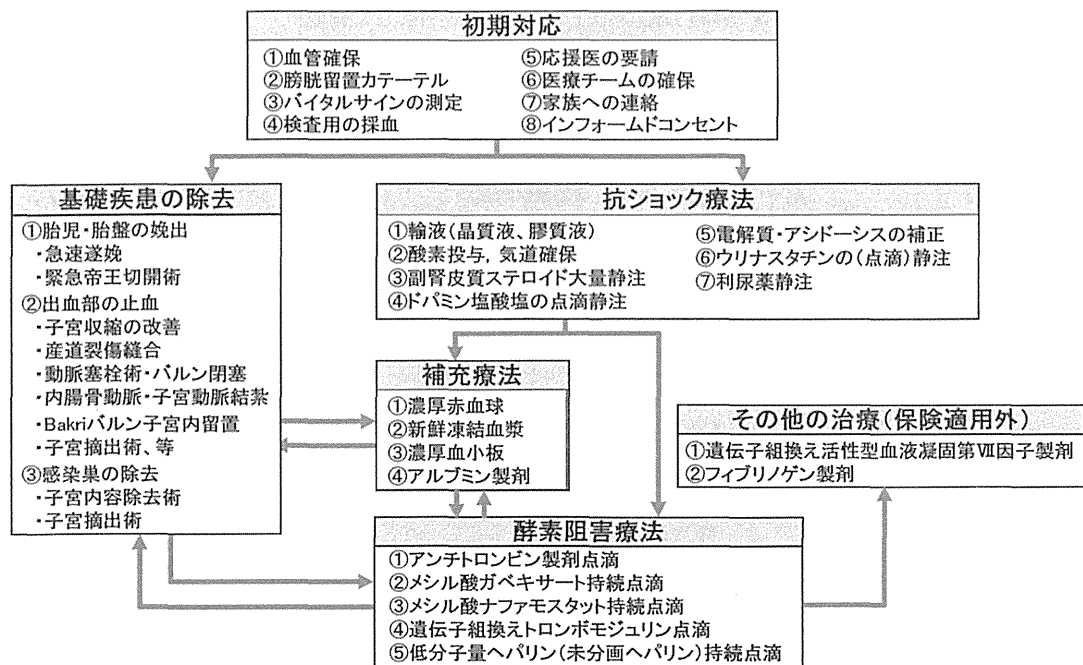 初期対応
①血管確保
②膀胱留置カテーテル
③バイタルサインの測定
④検査用の採血
⑤応援医の要請
⑥医療チームの確保
⑦家族への連絡
⑧インフォームドコンセント
基礎疾患の除去
①胎児・胎盤の娩出
・急速遂娩
・緊急帝王切開術
②出血部の止血
・子宮収縮の改善
・産道裂傷縫合
・動脈塞栓術・バルン閉塞
・内腸骨動脈・子宮動脈結紮
・Bakriバルン子宮内留置
・子宮摘出術、等
③感染巣の除去
・子宮内容除去術
・子宮摘出術
抗ショック療法
①輸液(晶質液、膠質液)
②酸素投与，気道確保
③副腎皮質ステロイド大量静注
④ドパミン塩酸塩の点滴静注
⑤電解質・アシドーシスの補正
⑥ウリナスタチンの(点滴)静注
⑦利尿薬静注
補充療法
①濃厚赤血球
②新鮮凍結血漿
③濃厚血小板
④アルブミン製剤
その他の治療(保険適用外)
①遺伝子組換え活性型血液凝固第Ⅶ因子製剤
②フィブリノゲン製剤
酵素阻害療法
①アンチトロンビン製剤点滴
②メシル酸ガベキサート持続点滴
③メシル酸ナファモスタット持続点滴
④遺伝子組換えトロンボモジュリン点滴
⑤低分子量ヘパリン(未分画ヘパリン)持続点滴